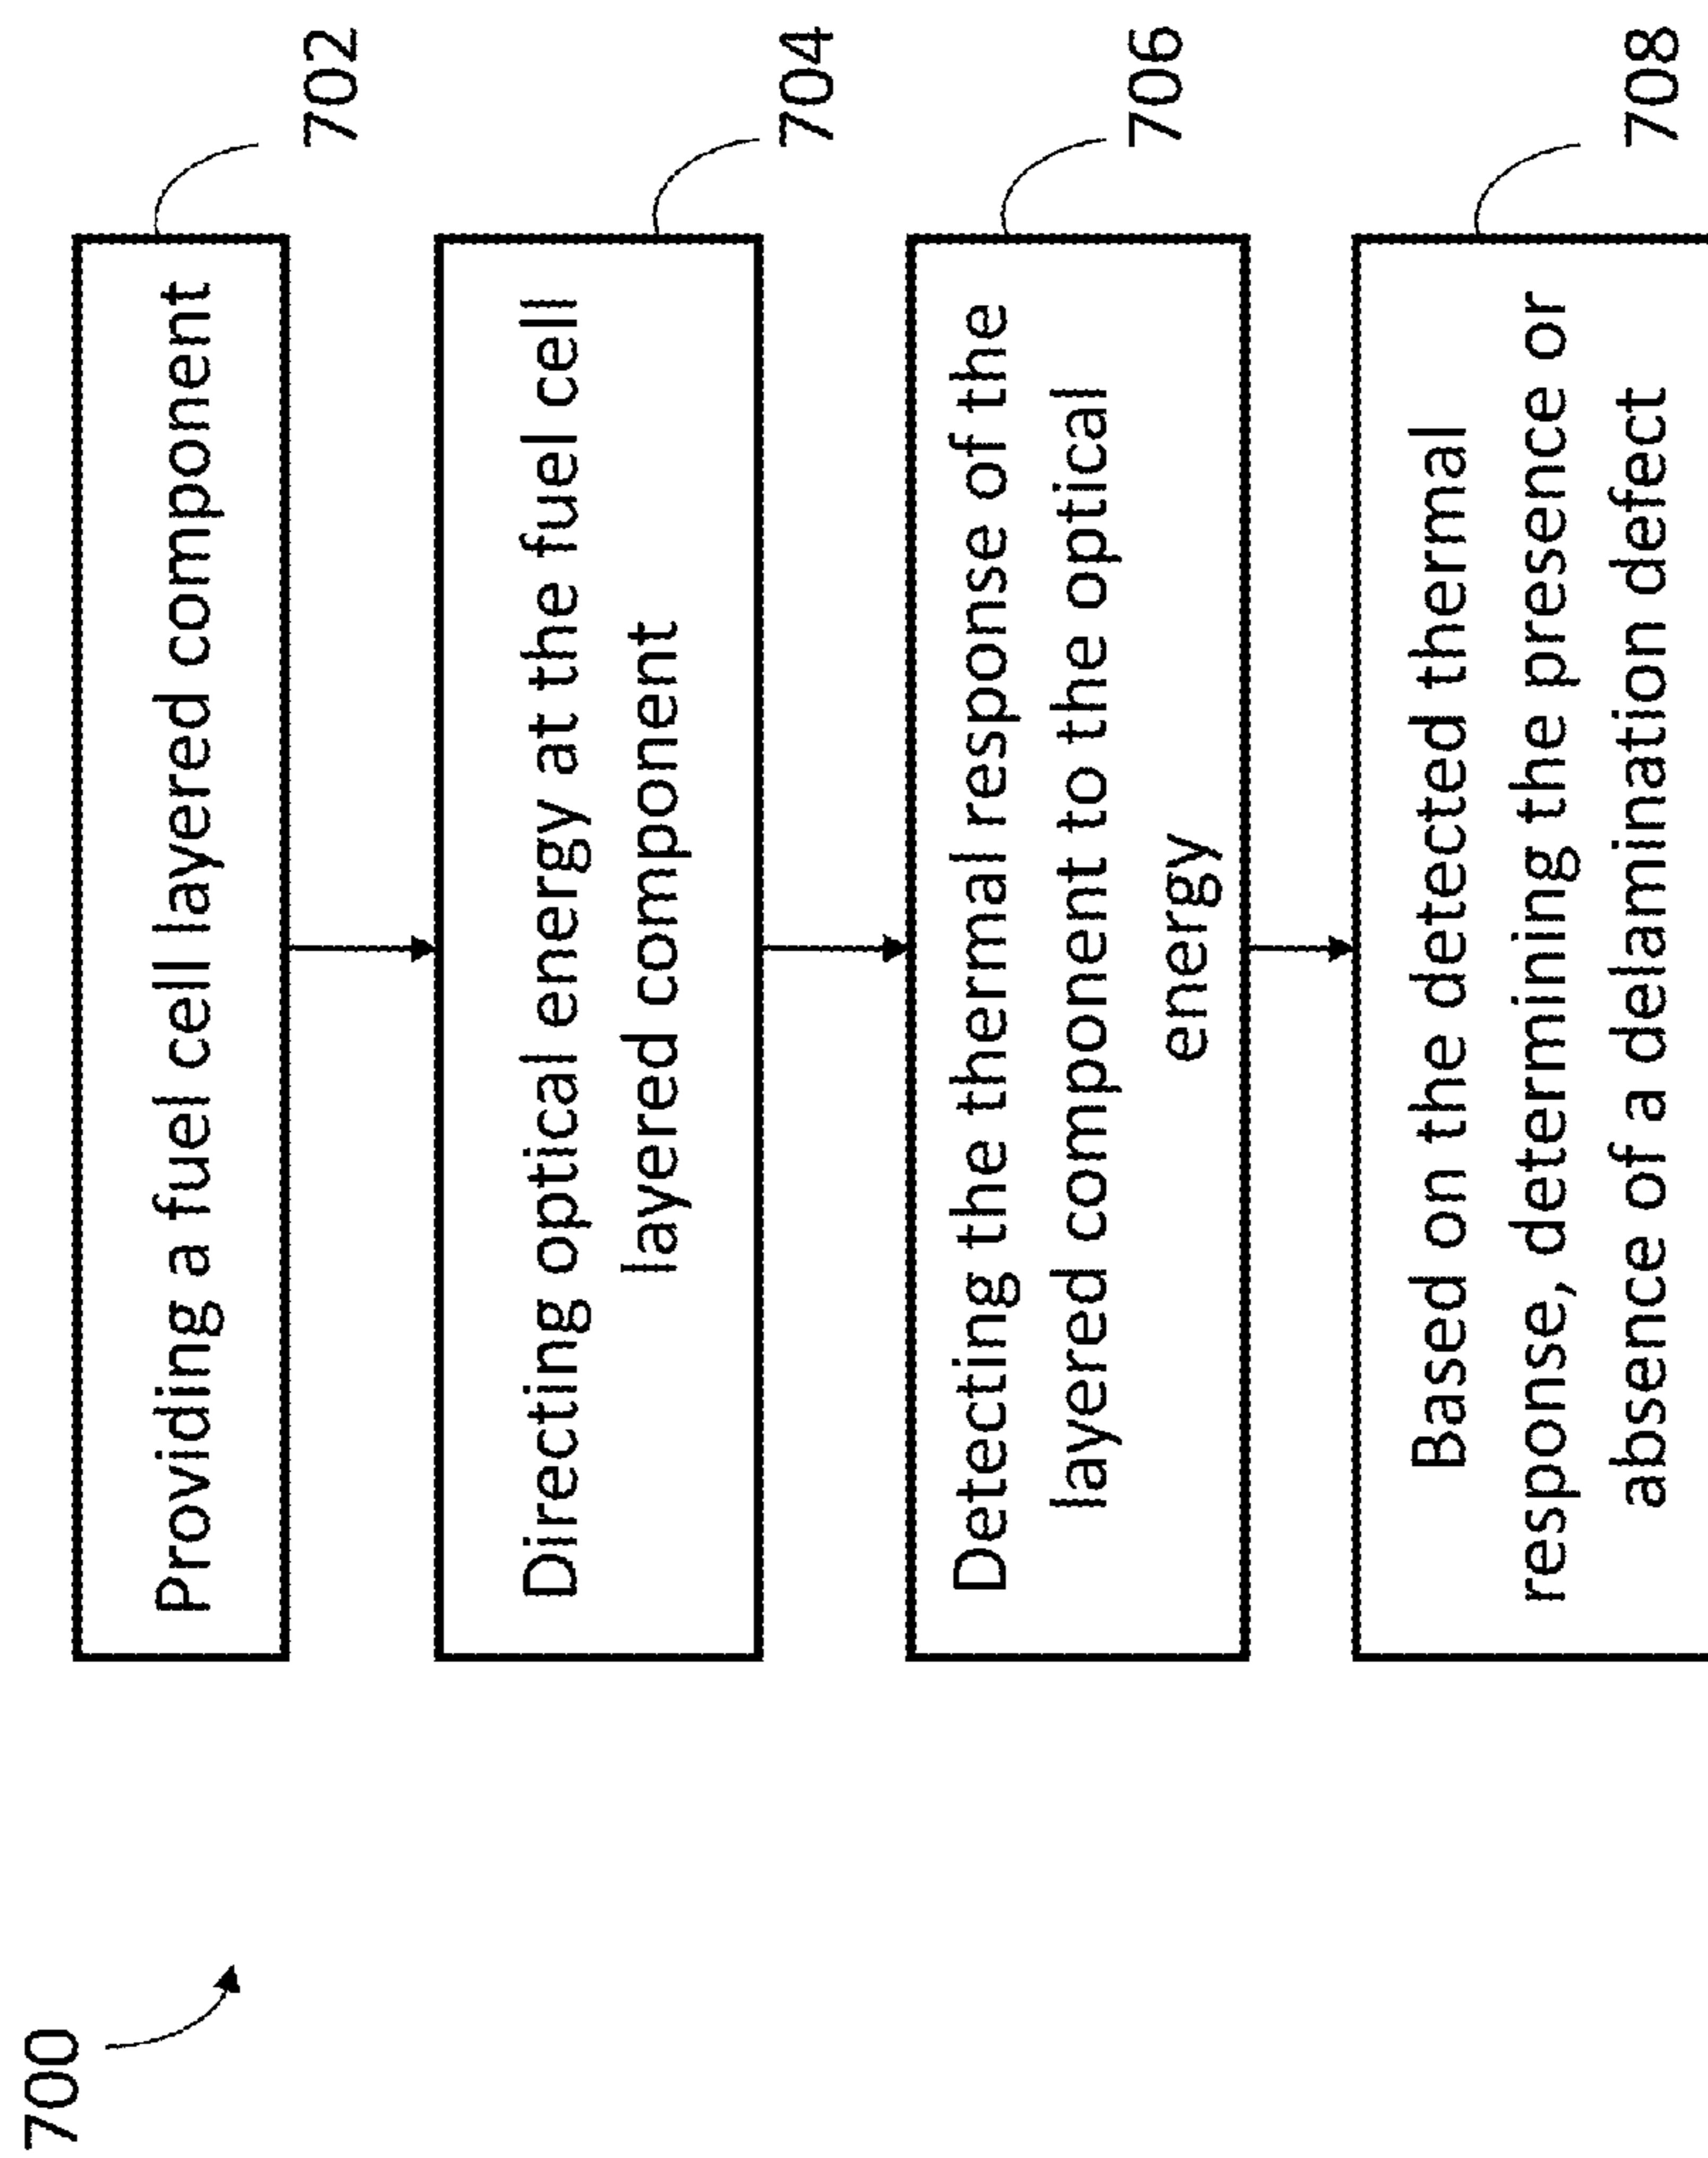 700
Providing a fuel cell layered component
702
Directing optical energy at the fuel cell
layered component
704
Detecting the thermal response of the
layered component to the optical
energy
706
Based on the detected thermal
response, determining the presence or
absence of a delamination defect
708